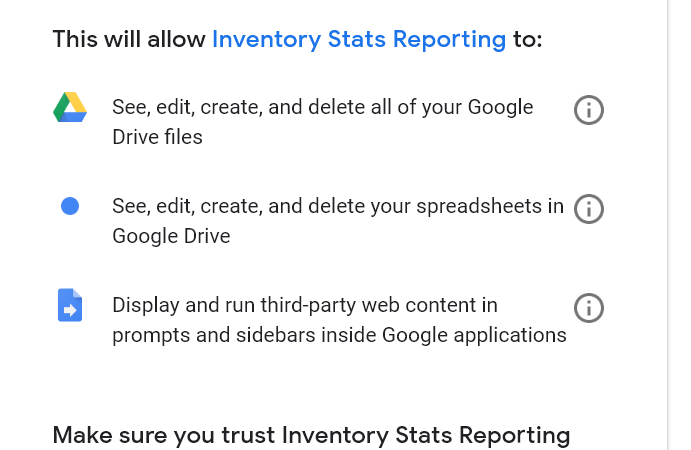 This will allow Inventory Stats Reporting to:
See, edit, create, and delete all of your Google
Drive files
See, edit, create, and delete your spreadsheets in
Google Drive
Display and run third-party web content in
prompts and sidebars inside Google applications
Make sure you trust Inventory Stats Reporting